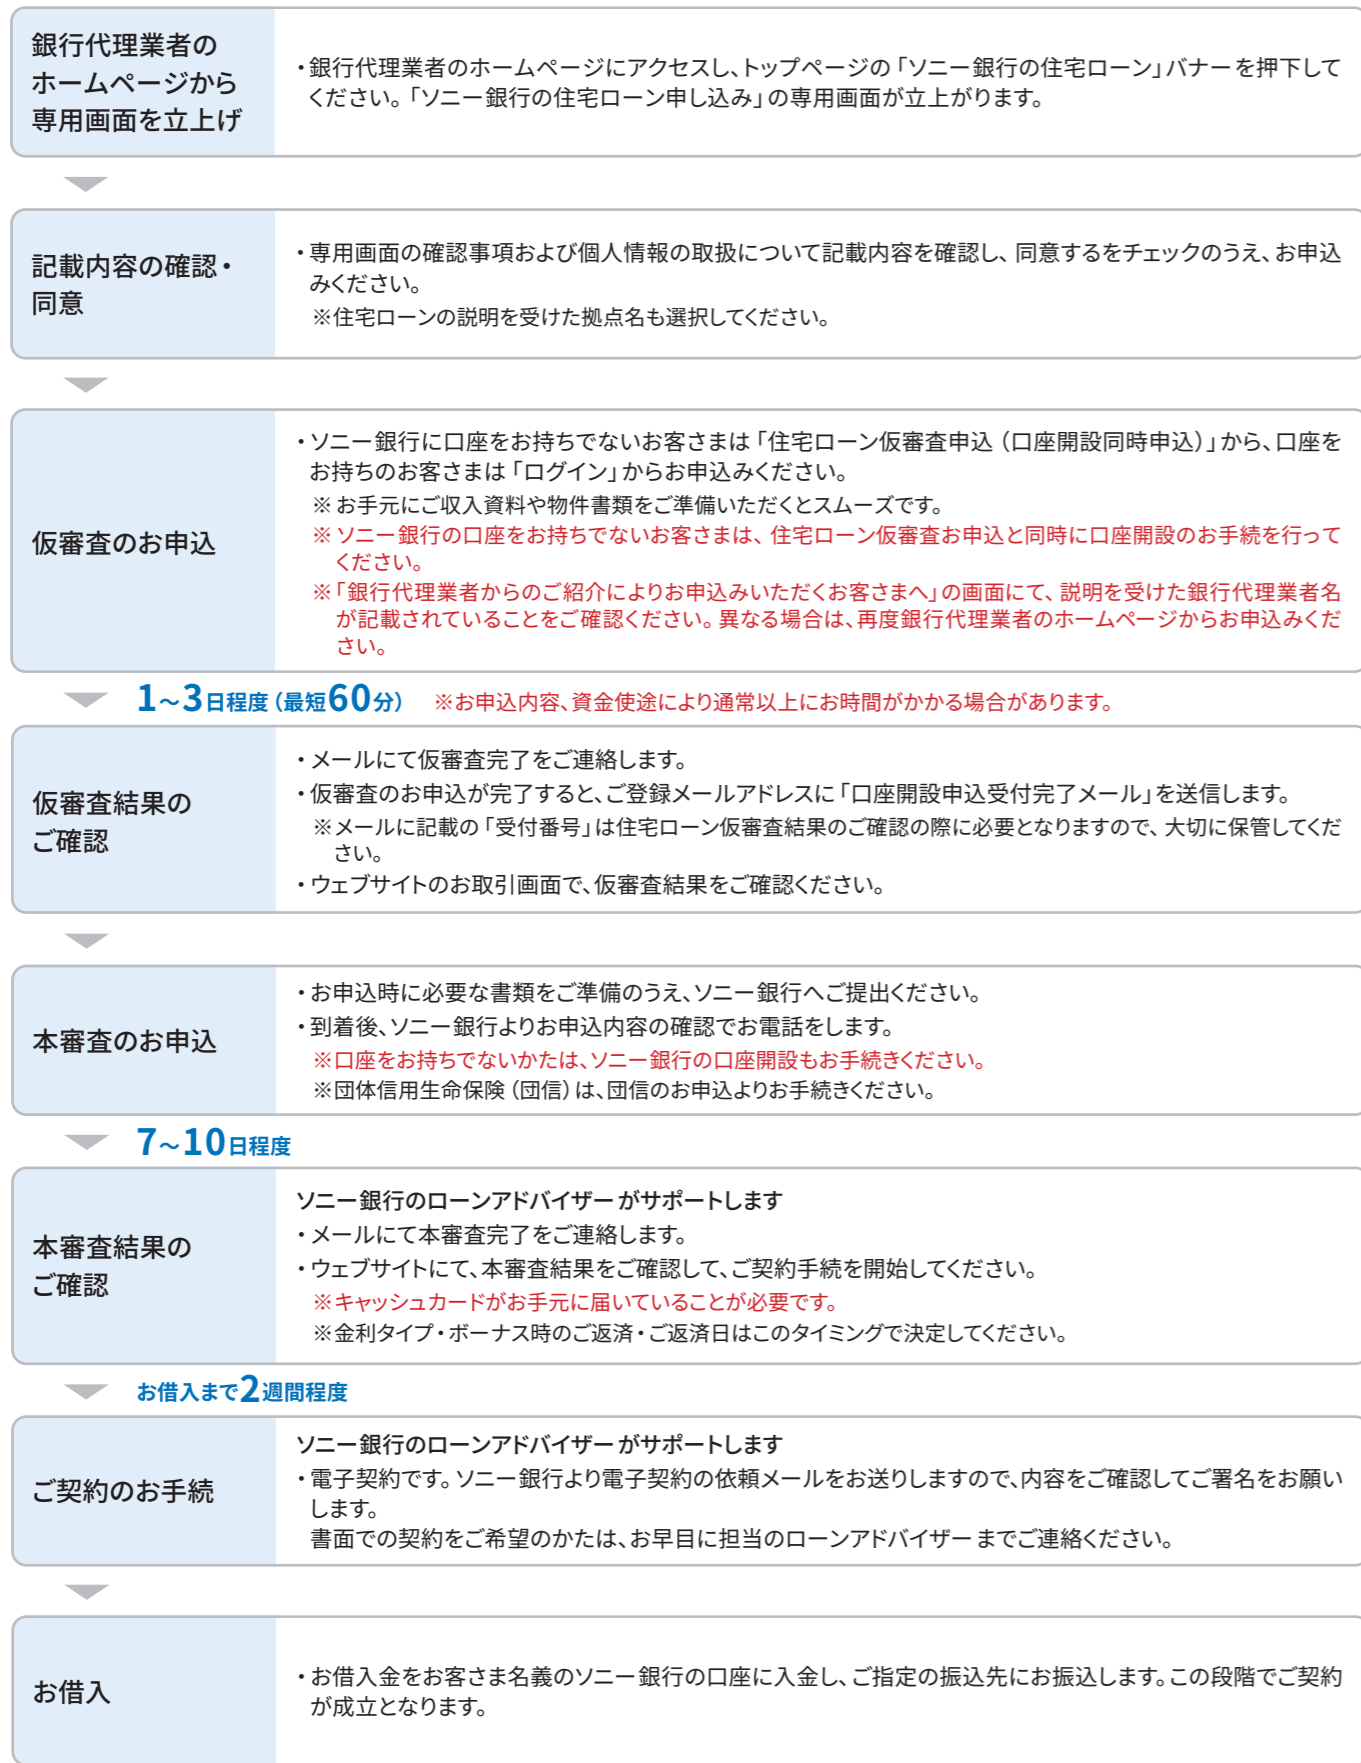 銀行代理業者の
ホームページから
専用画面を立上げ
・銀行代理業者のホームページにアクセスし、トップページの「ソニー銀行の住宅ローン」バナーを押下して
ください。「ソニー銀行の住宅ローン申し込み」の専用画面が立上がります。
記載内容の確認・
同意
・専用画面の確認事項および個人情報の取扱について記載内容を確認し、同意するをチェックのうえ、お申込
みください。
※住宅ローンの説明を受けた拠点名も選択してください。
仮審査のお申込
・ソニー銀行に口座をお持ちでないお客さまは「住宅ローン仮審査申込（口座開設同時申込）」から、口座を
お持ちのお客さまは「ログイン」からお申込みください。
※お手元にご収入資料や物件書類をご準備いただくとスムーズです。
※ソニー銀行の口座をお持ちでないお客さまは、住宅ローン仮審査お申込と同時に口座開設のお手続を行って
ください。
※「銀行代理業者からのご紹介によりお申込みいただくお客さまへ」の画面にて、説明を受けた銀行代理業者名
が記載されていることをご確認ください。異なる場合は、再度銀行代理業者のホームページからお申込みくだ
さい。
1～3日程度（最短60分） ※お申込内容、資金使途により通常以上にお時間がかかる場合があります。
仮審査結果の
ご確認
・メールにて仮審査完了をご連絡します。
・仮審査のお申込が完了すると、ご登録メールアドレスに「口座開設申込受付完了メール」を送信します。
※メールに記載の「受付番号」は住宅ローン仮審査結果のご確認の際に必要となりますので、大切に保管してくだ
さい。
・ウェブサイトのお取引画面で、仮審査結果をご確認ください。
本審査のお申込
・お申込時に必要な書類をご準備のうえ、ソニー銀行へご提出ください。
・到着後、ソニー銀行よりお申込内容の確認でお電話をします。
※口座をお持ちでないかたは、ソニー銀行の口座開設もお手続きください。
※団体信用生命保険（団信）は、団信のお申込よりお手続きください。
7～10日程度
本審査結果の
ご確認
ソニー銀行のローンアドバイザーがサポートします
・メールにて本審査完了をご連絡します。
・ウェブサイトにて、本審査結果をご確認して、ご契約手続を開始してください。
※キャッシュカードがお手元に届いていることが必要です。
※金利タイプ・ボーナス時のご返済・ご返済日はこのタイミングで決定してください。
お借入まで2週間程度
ご契約のお手続
ソニー銀行のローンアドバイザーがサポートします
・電子契約です。ソニー銀行より電子契約の依頼メールをお送りしますので、内容をご確認してご署名をお願い
します。
書面での契約をご希望のかたは、お早目に担当のローンアドバイザーまでご連絡ください。
お借入
・お借入金をお客さま名義のソニー銀行の口座に入金し、ご指定の振込先にお振込します。この段階でご契約
が成立となります。